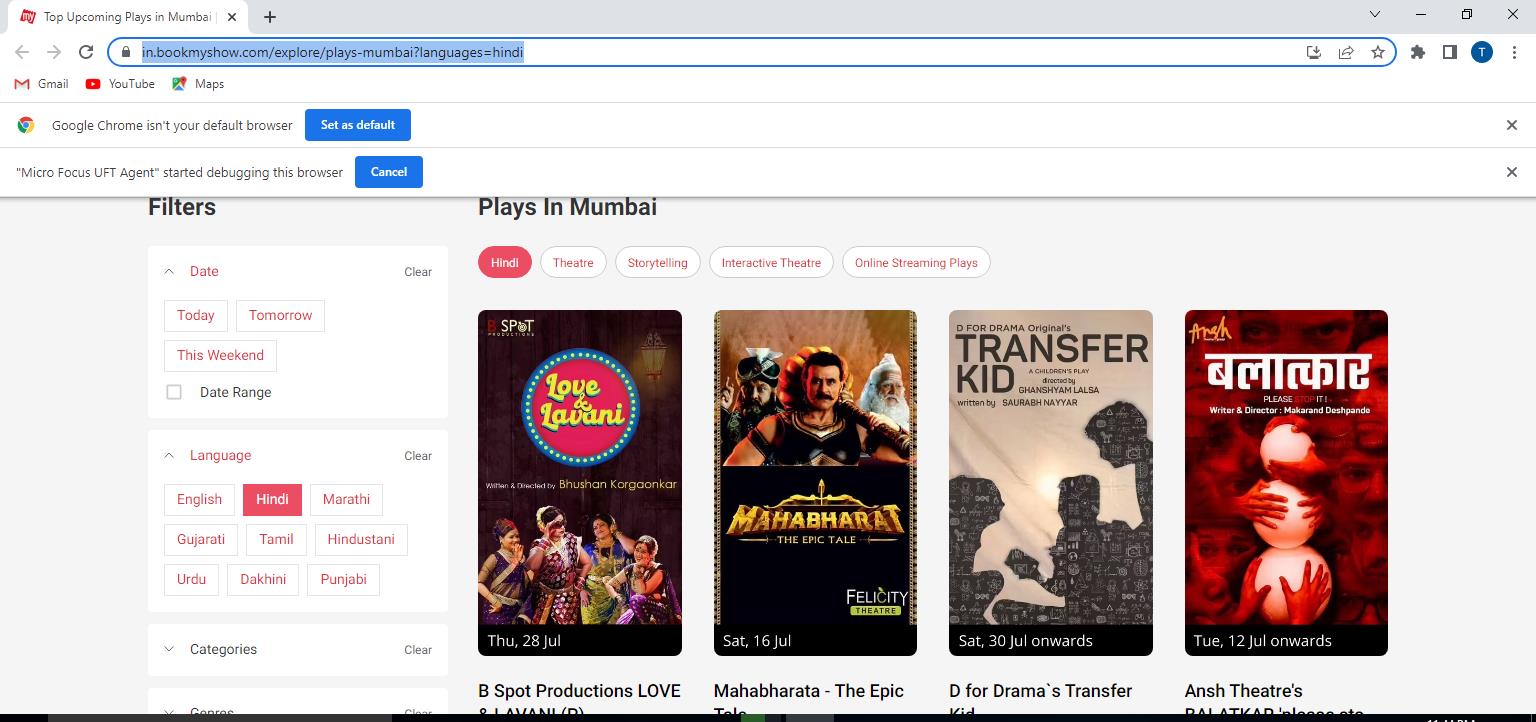 Top Upcoming Plays in Mumbai |
in.bookmyshow.com/explore/plays-mumbai?languages=hindi
T
Gmail
YouTube
Maps
Google Chrome isn't your default browser
Set as default
"Micro Focus UFT Agent" started debugging this browser
Cancel
Filters
Date
Clear
Today
Tomorrow
This Weekend
Date Range
Language
Clear
English
Hindi
Marathi
Gujarati
Tamil
Hindustani
Urdu
Dakhini
Punjabi
Categories
Clear
Genres
Clear
Plays In Mumbai
Hindi
Theatre
Storytelling
Interactive Theatre
Online Streaming Plays
B SPOT
PRODUCTIONS
Love
&
Lavani
Written & Directed by Bhushan Korgaonkar
Thu, 28 Jul
B Spot Productions LOVE
& LAVANI (P)
MAHABHARAT
THE EPIC TALE
FELICITY
THEATRE
Sat, 16 Jul
Mahabharata - The Epic
Tale
D FOR DRAMA Original's
TRANSFER
KID
A CHILDREN'S PLAY
directed by
GHANSHYAM LALSA
written by SAURABH NAYYAR
Sat, 30 Jul onwards
D for Drama`s Transfer
Kid
Ansh
बलात्कार
PLEASE STOP IT !
Writer & Director : Makarand Deshpande
Tue, 12 Jul onwards
Ansh Theatre's
BALATKAR 'please sto